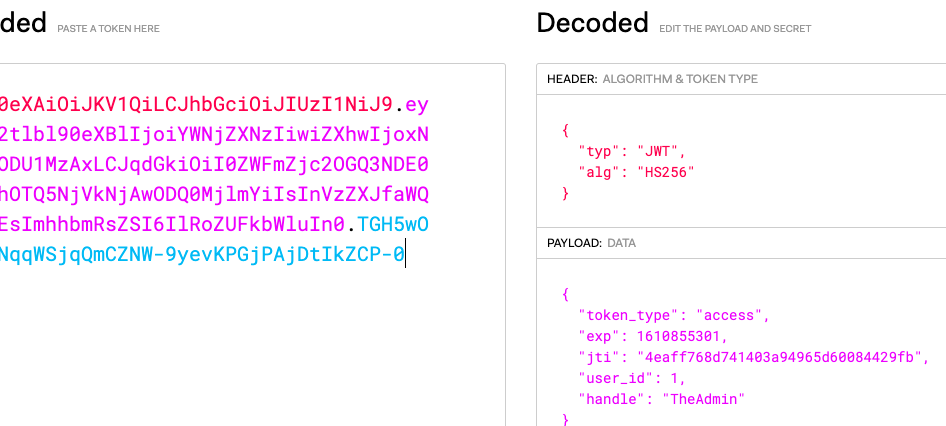 ded PASTE A TOKEN HERE
0eXAiOiJKV1QiLCJhbGciOiJIUzI1NiJ9.ey
2tlbl90eXBlIjoiYWNjZXNzIiwiZXhwIjoxN
ODU1MzAxLCJqdGkiOiI0ZWFmZjc2OGQ3NDE0
hOTQ5NjVkNjAwODQ0MjlmYiIsInVzZXJfaWQ
EsImhhbmRsZSI6IlRoZUFkbWluIn0.TGH5wO
NqqWSjqQmCZNW-9yevKPGjPAjDtIkZCP-0
Decoded EDIT THE PAYLOAD AND SECRET
HEADER: ALGORITHM & TOKEN TYPE
{
"typ": "JWT",
"alg": "HS256"
}
PAYLOAD: DATA
{
"token_type": "access",
"exp": 1610855301,
"jti": "4eaff768d741403a94965d60084429fb",
"user_id": 1,
"handle": "TheAdmin"
}